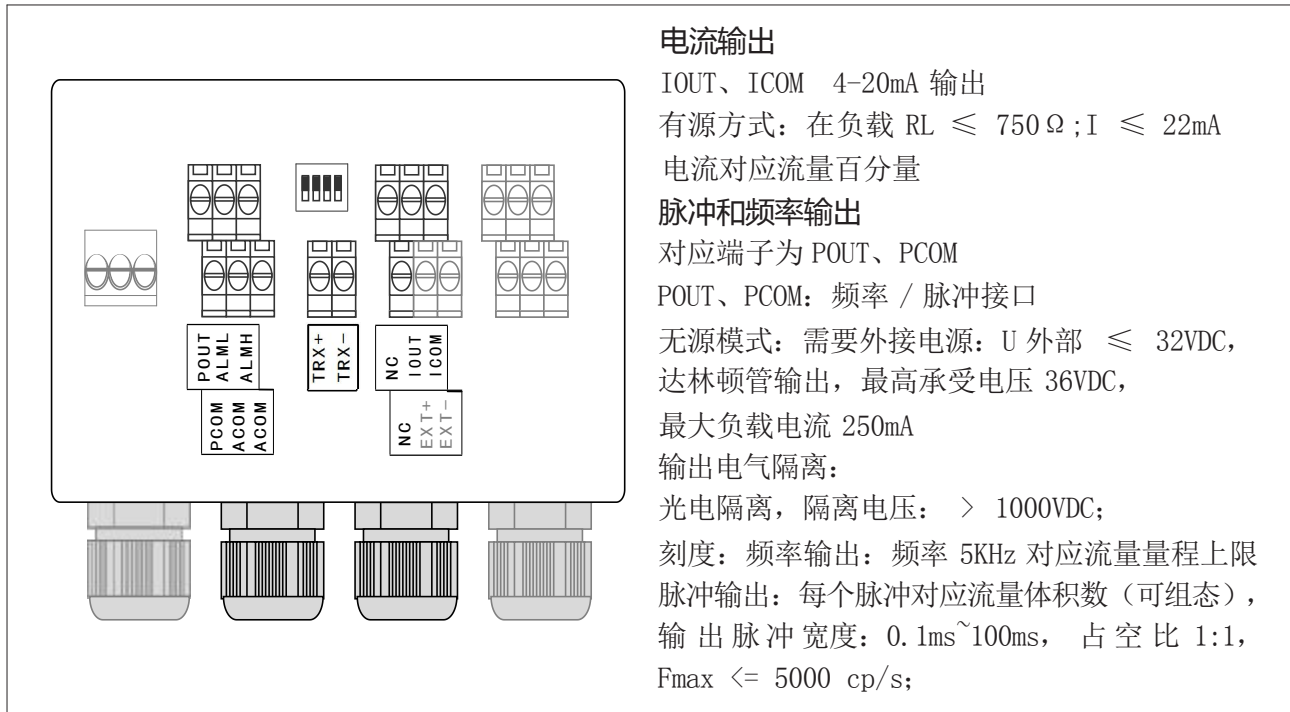 POUT
ALML
ALMH
PCOM
ACOM
ACOM
TRX+
TRX-
NC
IOUT
ICOM
NC
EXT+
EXT-
电流输出
IOUT、ICOM 4-20mA 输出
有源方式：在负载 RL ≤ 750Ω;I ≤ 22mA
电流对应流量百分量
脉冲和频率输出
对应端子为 POUT、PCOM
POUT、PCOM：频率 / 脉冲接口
无源模式：需要外接电源：U 外部 ≤ 32VDC，
达林顿管输出，最高承受电压 36VDC，
最大负载电流 250mA
输出电气隔离：
光电隔离，隔离电压： > 1000VDC；
刻度：频率输出：频率 5KHz 对应流量量程上限
脉冲输出：每个脉冲对应流量体积数（可组态），
输出脉冲宽度：0.1ms~100ms， 占空比 1:1，
Fmax <= 5000 cp/s；